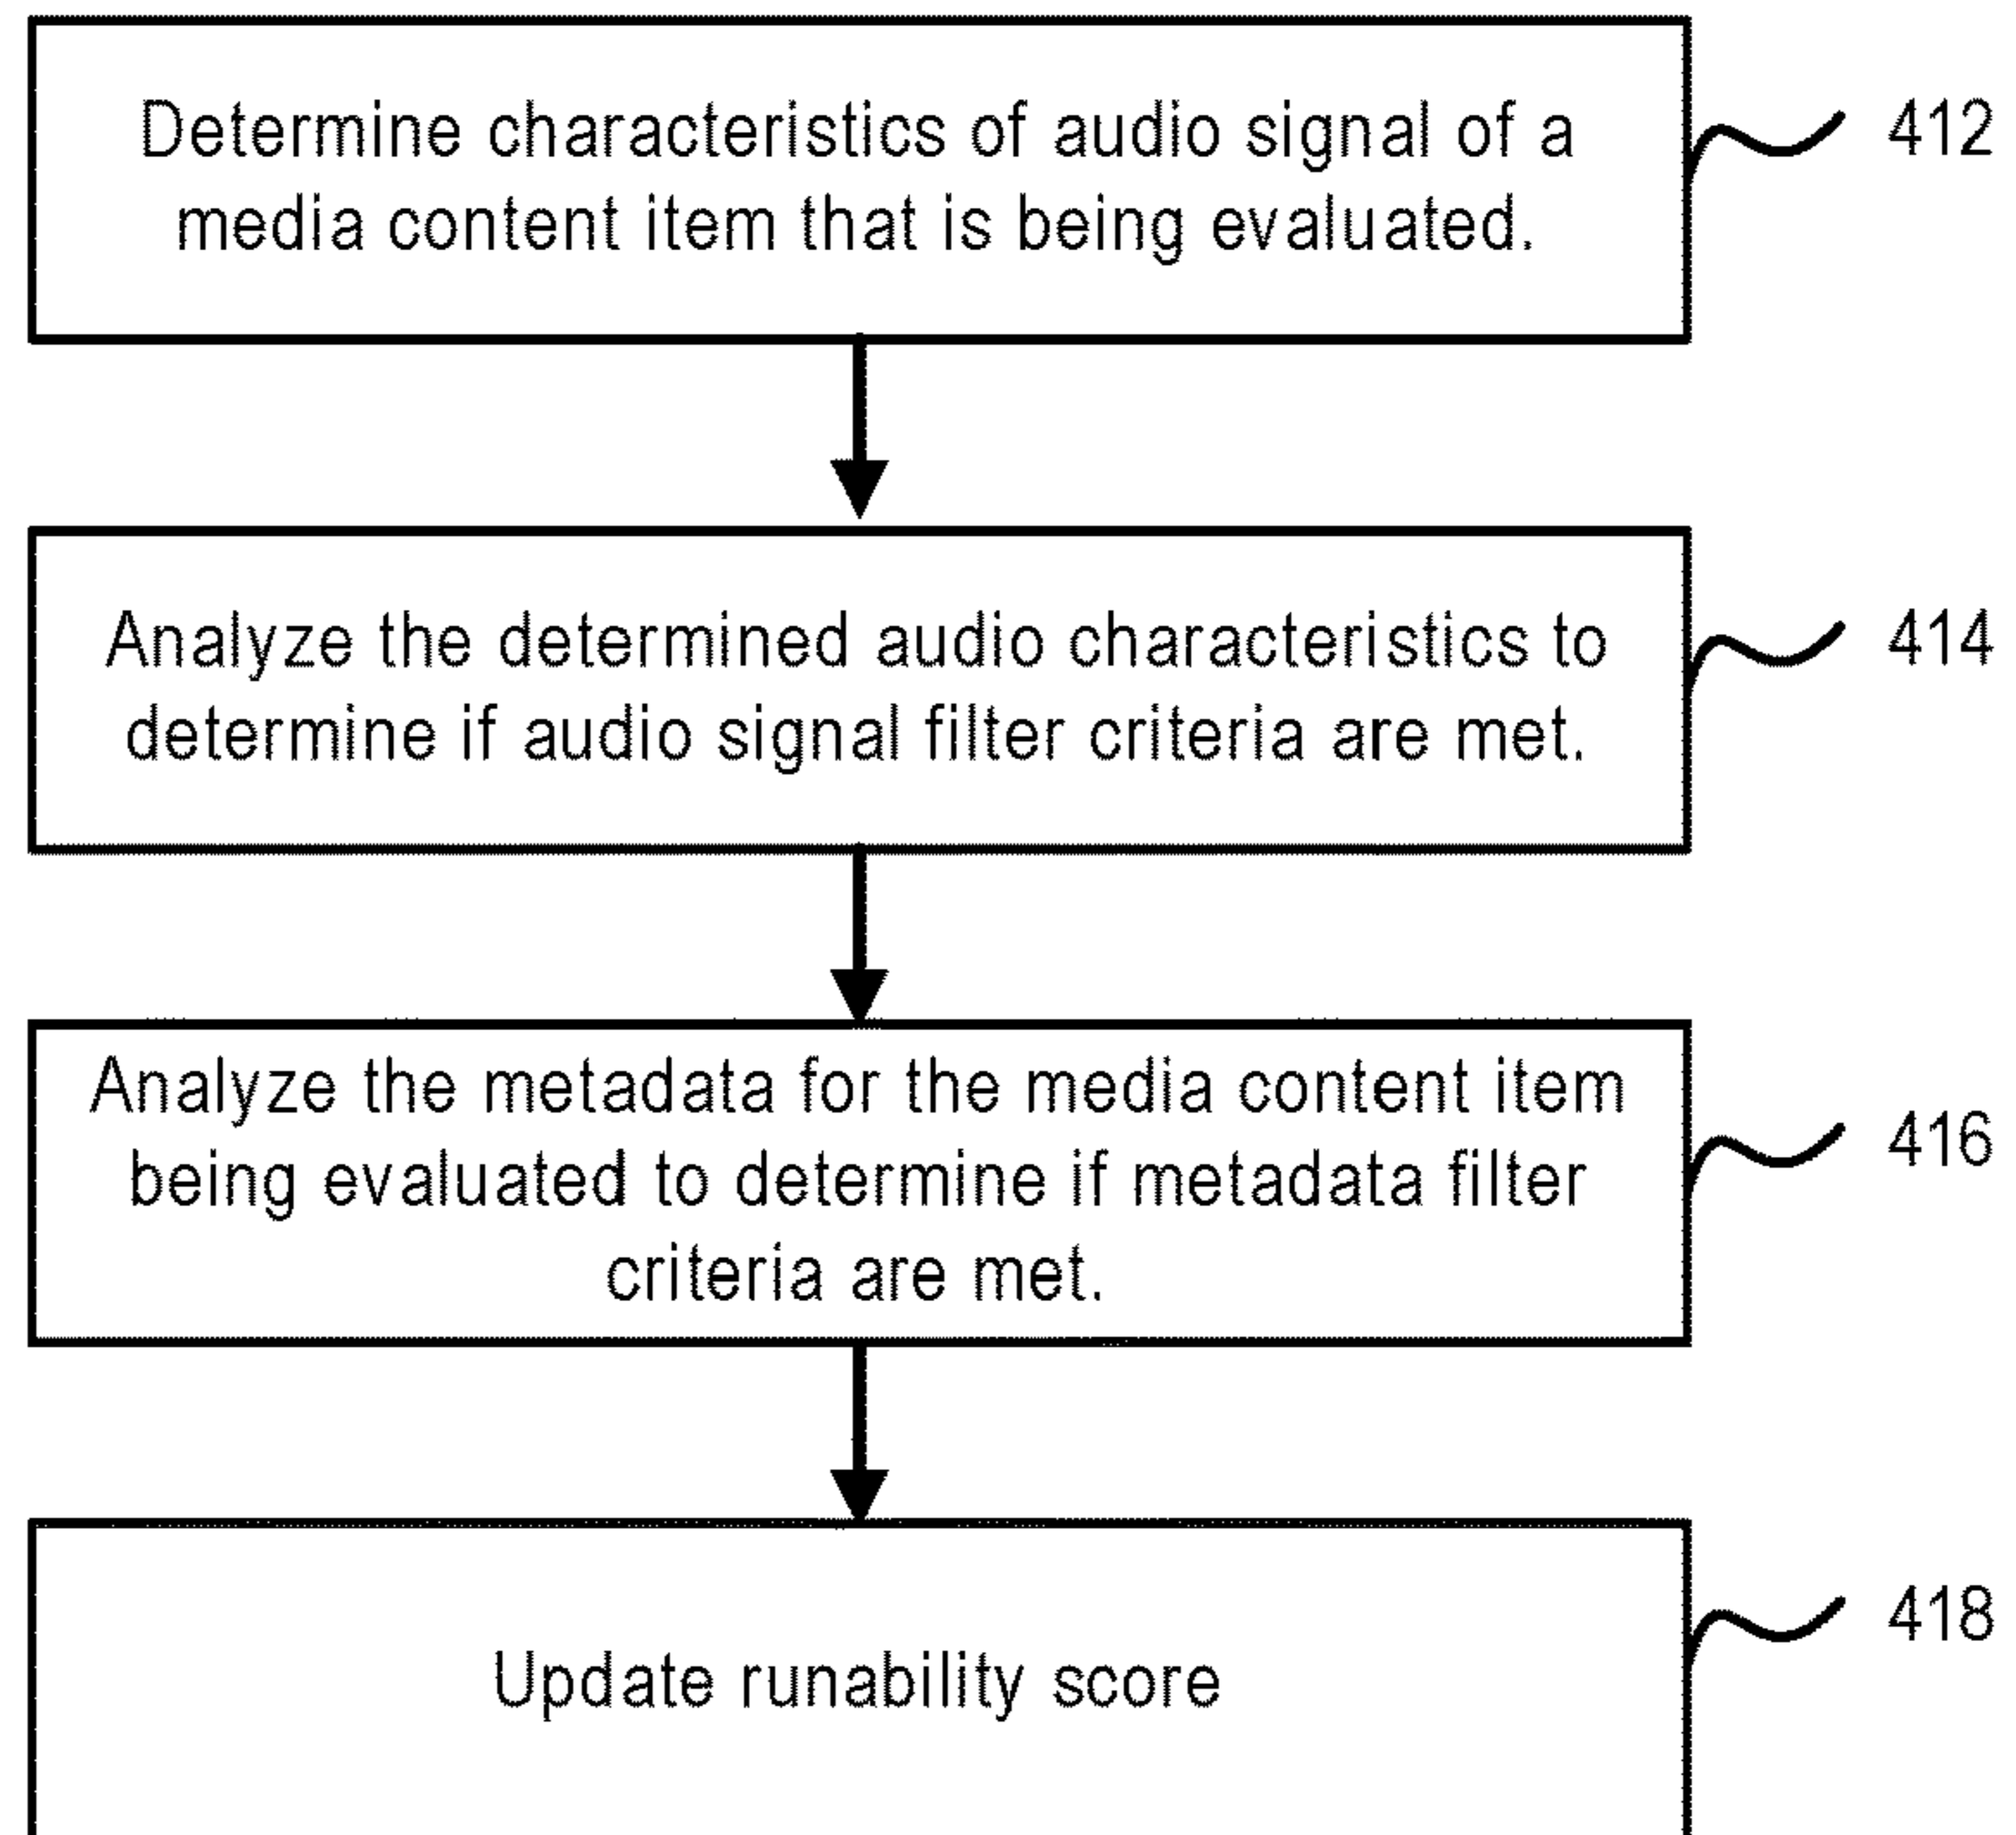 Determine characteristics of audio signal of a
media content item that is being evaluated.
412
Analyze the determined audio characteristics to
determine if audio signal filter criteria are met.
414
Analyze the metadata for the media content item
being evaluated to determine if metadata filter
criteria are met.
416
Update runability score
418